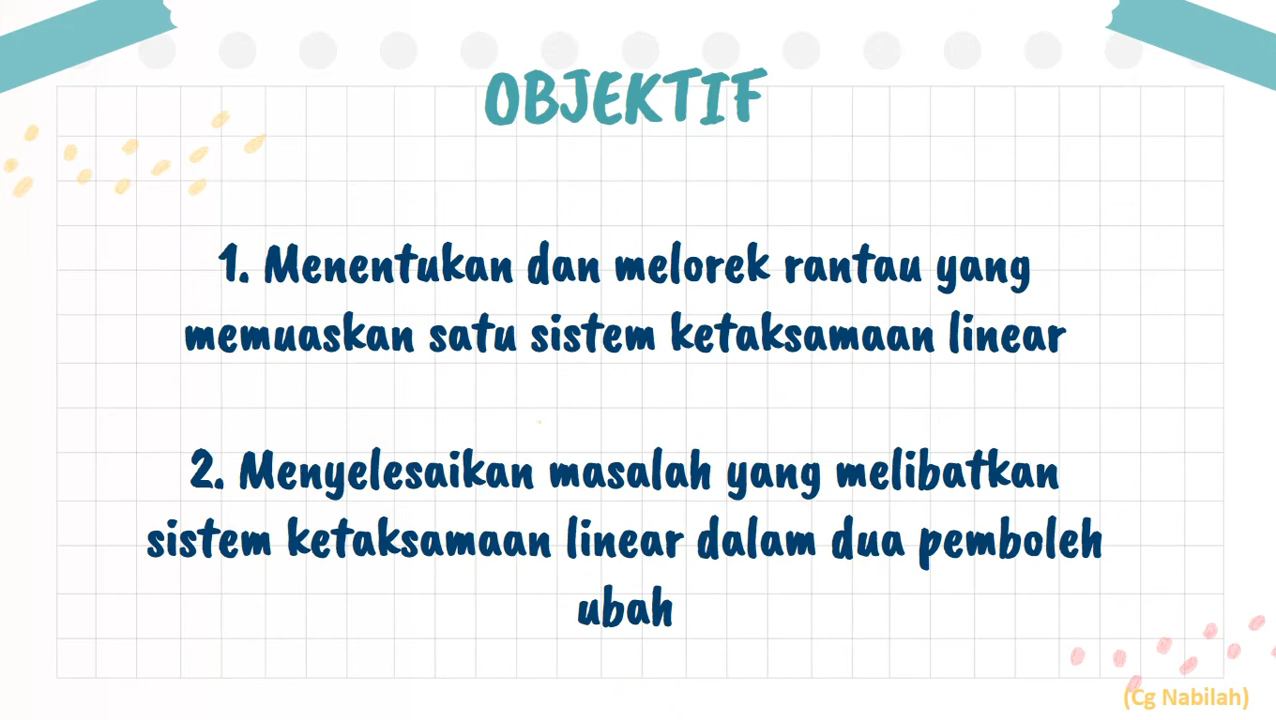 OBJEKTIF
1. Menentukan dan melorek rantau yang
memuaskan satu sistem ketaksamaan linear
2. Menyelesaikan masalah yang melibatkan
sistem ketaksamaan linear dalam dua pemboleh
ubah
(Cg Nabilah)